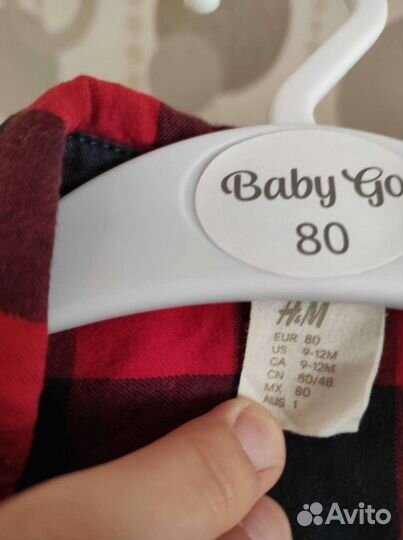 Baby Go
80
H&M
EUR 80
US 9-12M
CA 9-12M
CN 80/48
MX 80
AUS 1
Avito